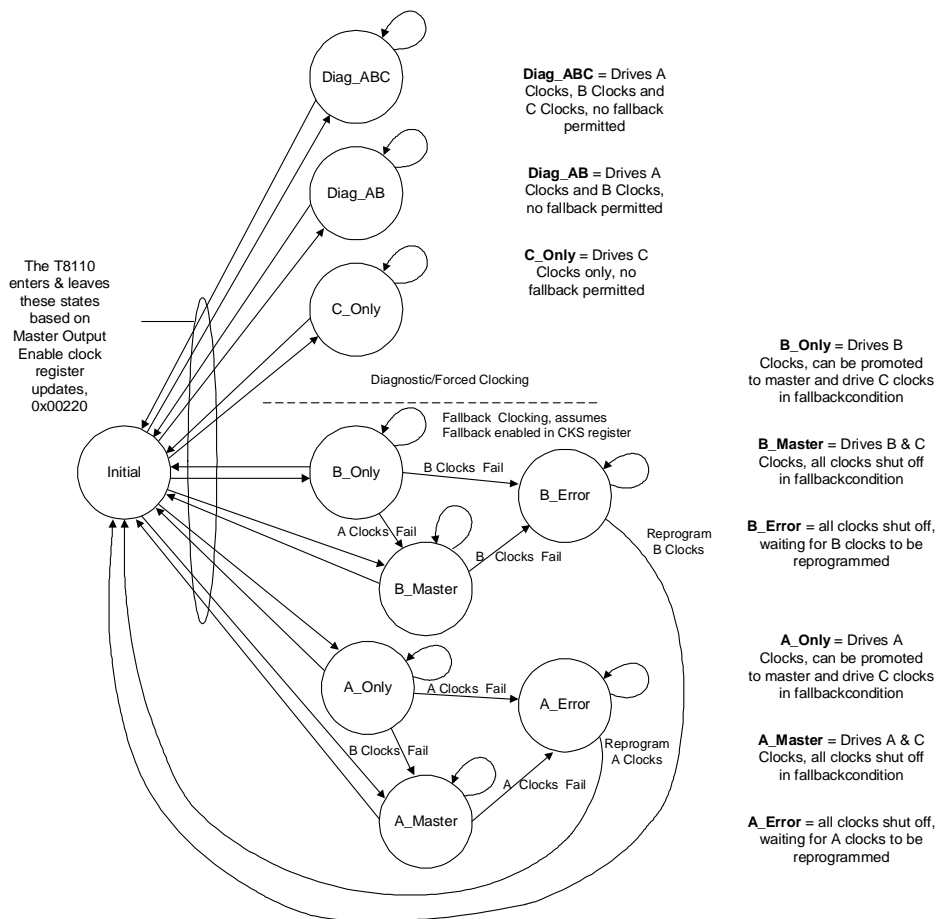 Diag_ABC
Diag_ABC = Drives A
Clocks, B Clocks and
C Clocks, no fallback
permitted
Diag_AB
Diag_AB = Drives A
Clocks and B Clocks,
no fallback permitted
C_Only
C_Only = Drives C
Clocks only, no
fallback permitted
The T8110
enters & leaves
these states
based on
Master Output
Enable clock
register
updates,
0x00220
Diagnostic/Forced Clocking
Fallback Clocking, assumes
Fallback enabled in CKS register
Initial
B_Only
B Clocks Fail
B_Error
A Clocks Fail
B_Master
B Clocks Fail
Reprogram
B Clocks
B_Only = Drives B
Clocks, can be promoted
to master and drive C clocks
in fallbackcondition
B_Master = Drives B & C
Clocks, all clocks shut off
in fallbackcondition
B_Error = all clocks shut off,
waiting for B clocks to be
reprogrammed
A_Only
A Clocks Fail
A_Error
B Clocks Fail
A_Master
A Clocks Fail
Reprogram
A Clocks
A_Only = Drives A
Clocks, can be promoted
to master and drive C clocks
in fallbackcondition
A_Master = Drives A & C
Clocks, all clocks shut off
in fallbackcondition
A_Error = all clocks shut off,
waiting for A clocks to be
reprogrammed